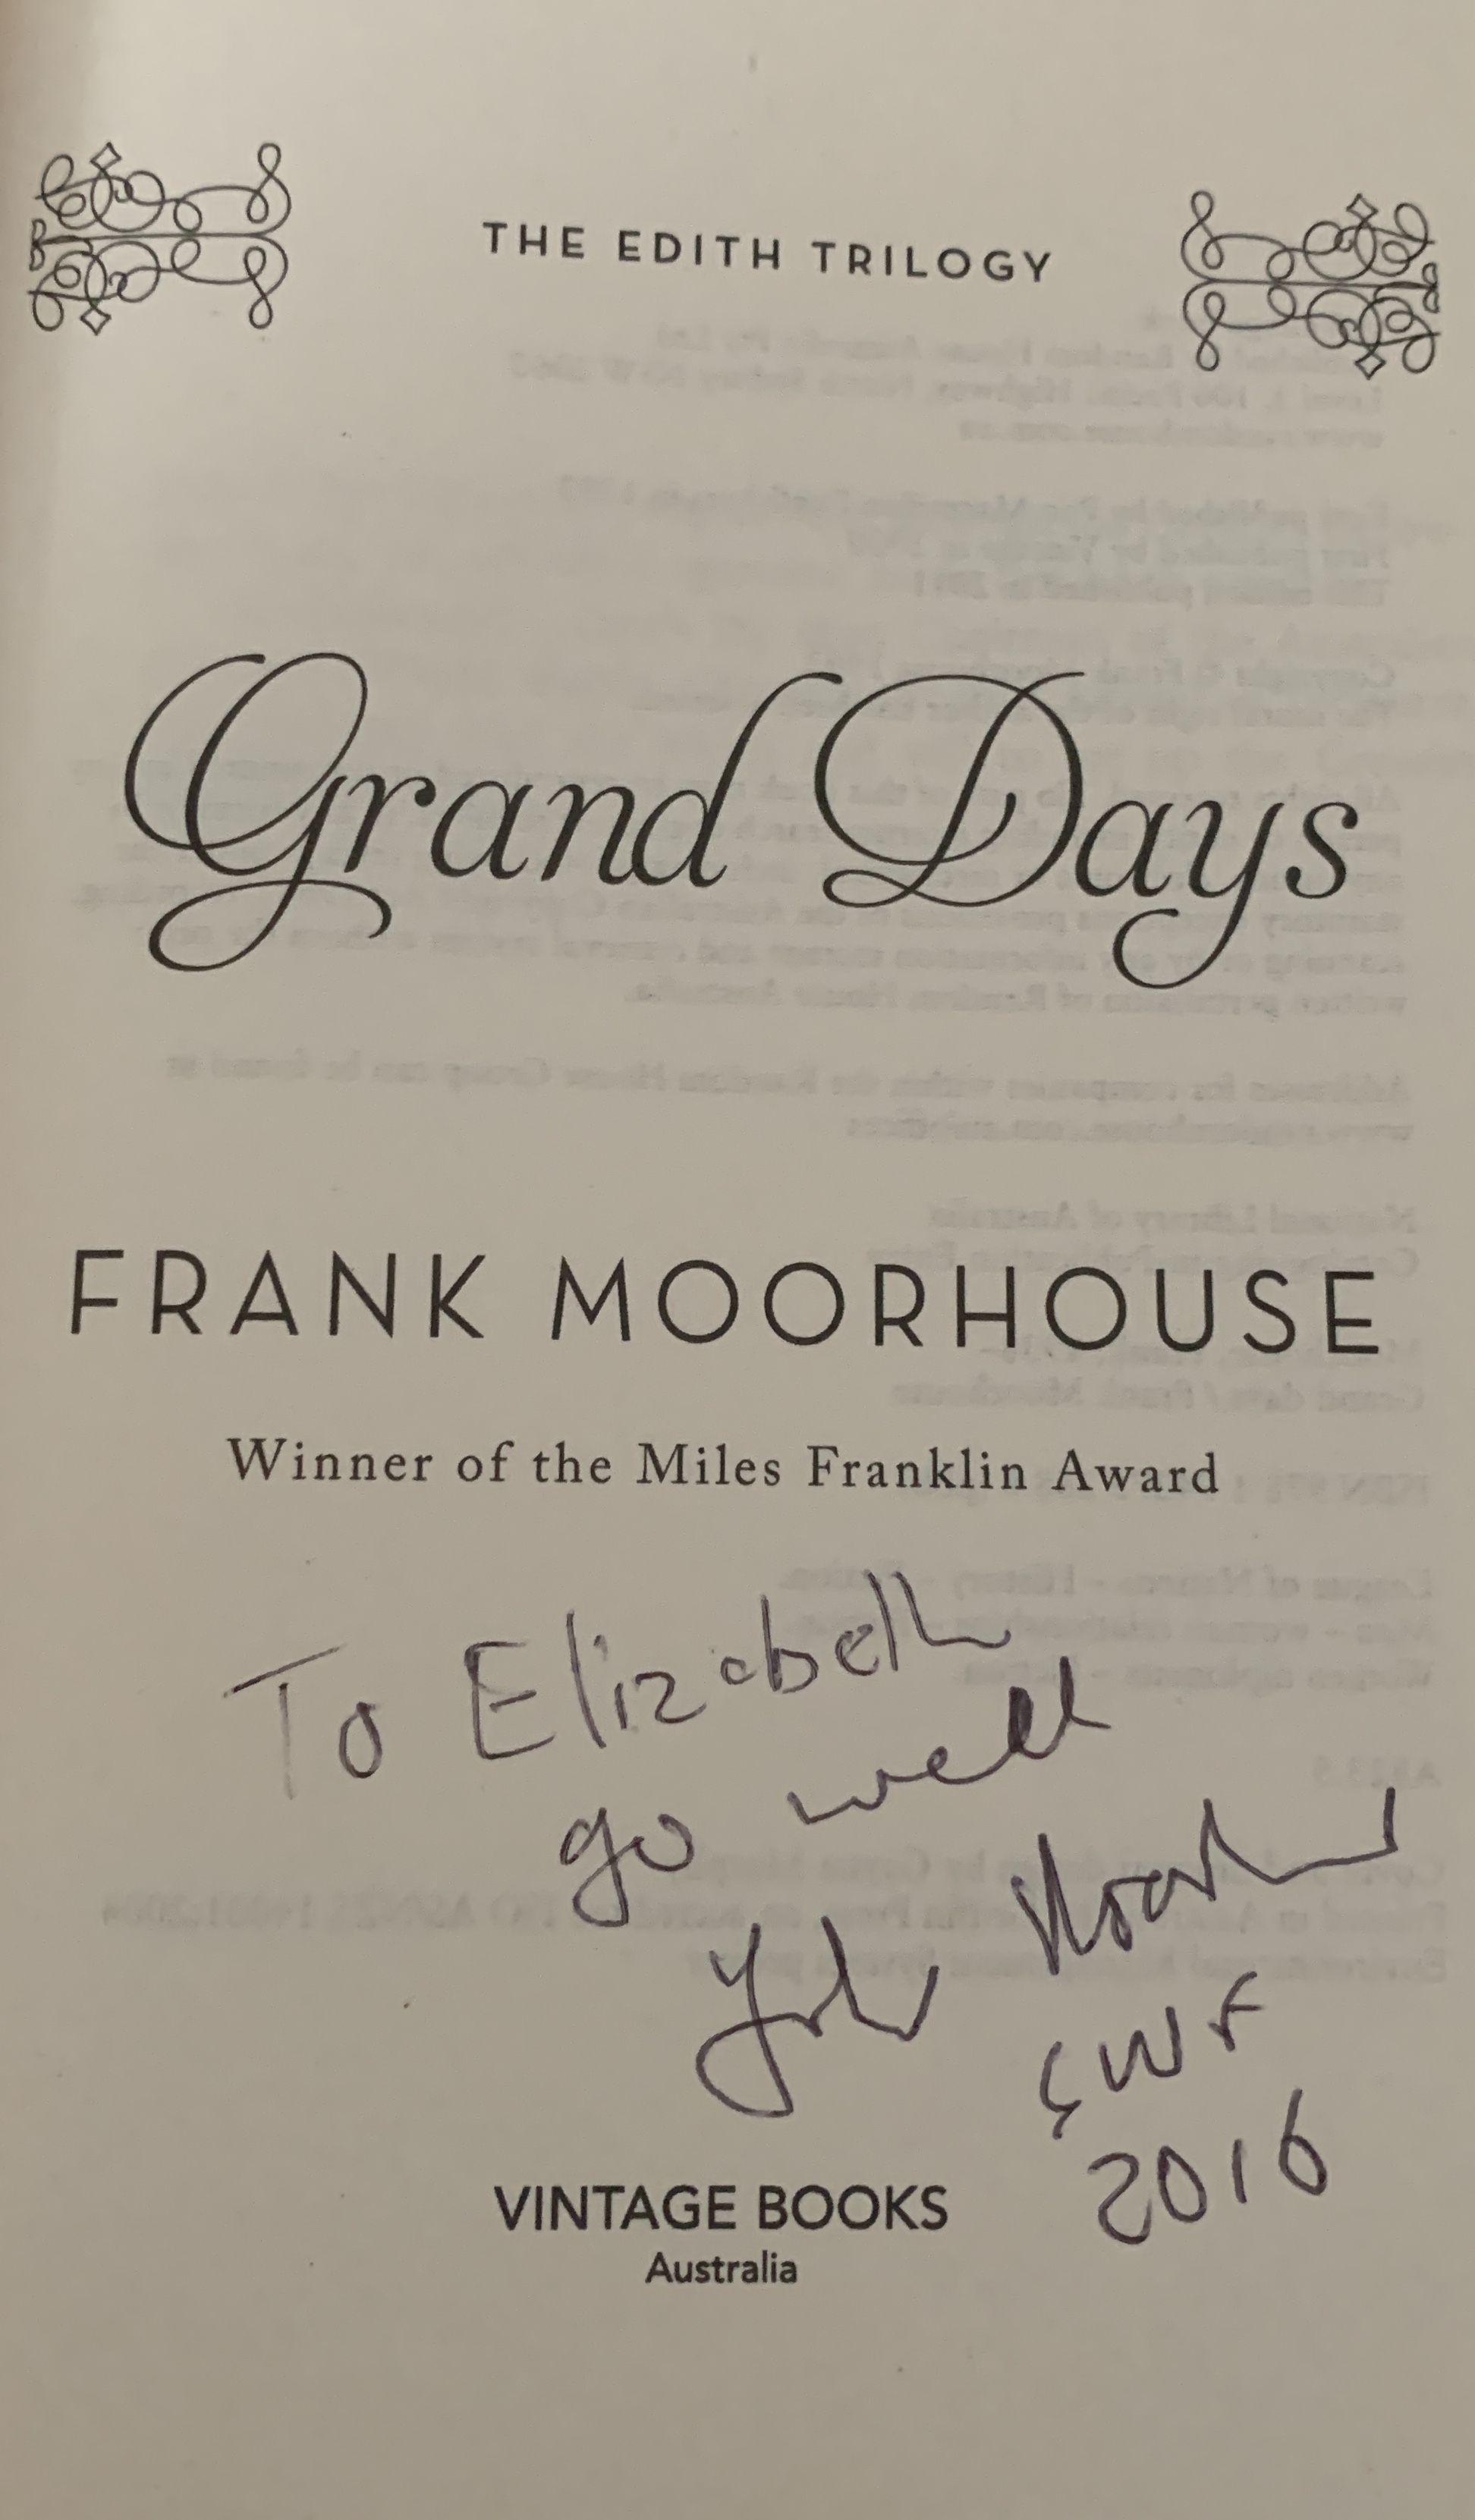 THE EDITH TRILOGY
Grand Days
FRANK MOORHOUSE
Winner of the Miles Franklin Award
To Elizabeth
go well
SWF
2016
VINTAGE BOOKS
Australia